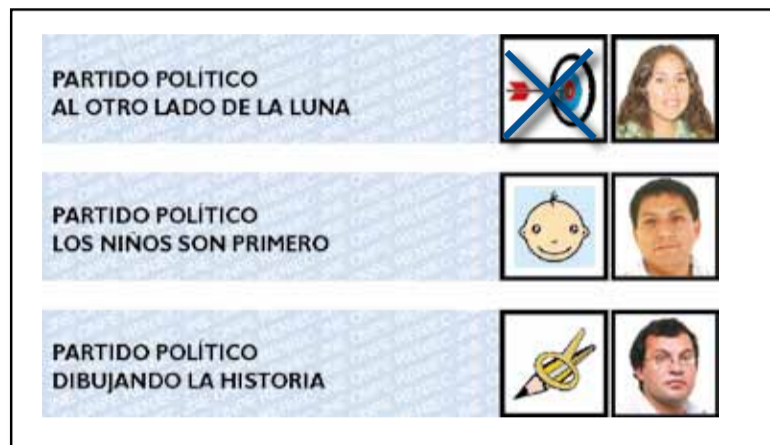 PARTIDO POLÍTICO
AL OTRO LADO DE LA LUNA
PARTIDO POLÍTICO
LOS NIÑOS SON PRIMERO
PARTIDO POLÍTICO
DIBUJANDO LA HISTORIA